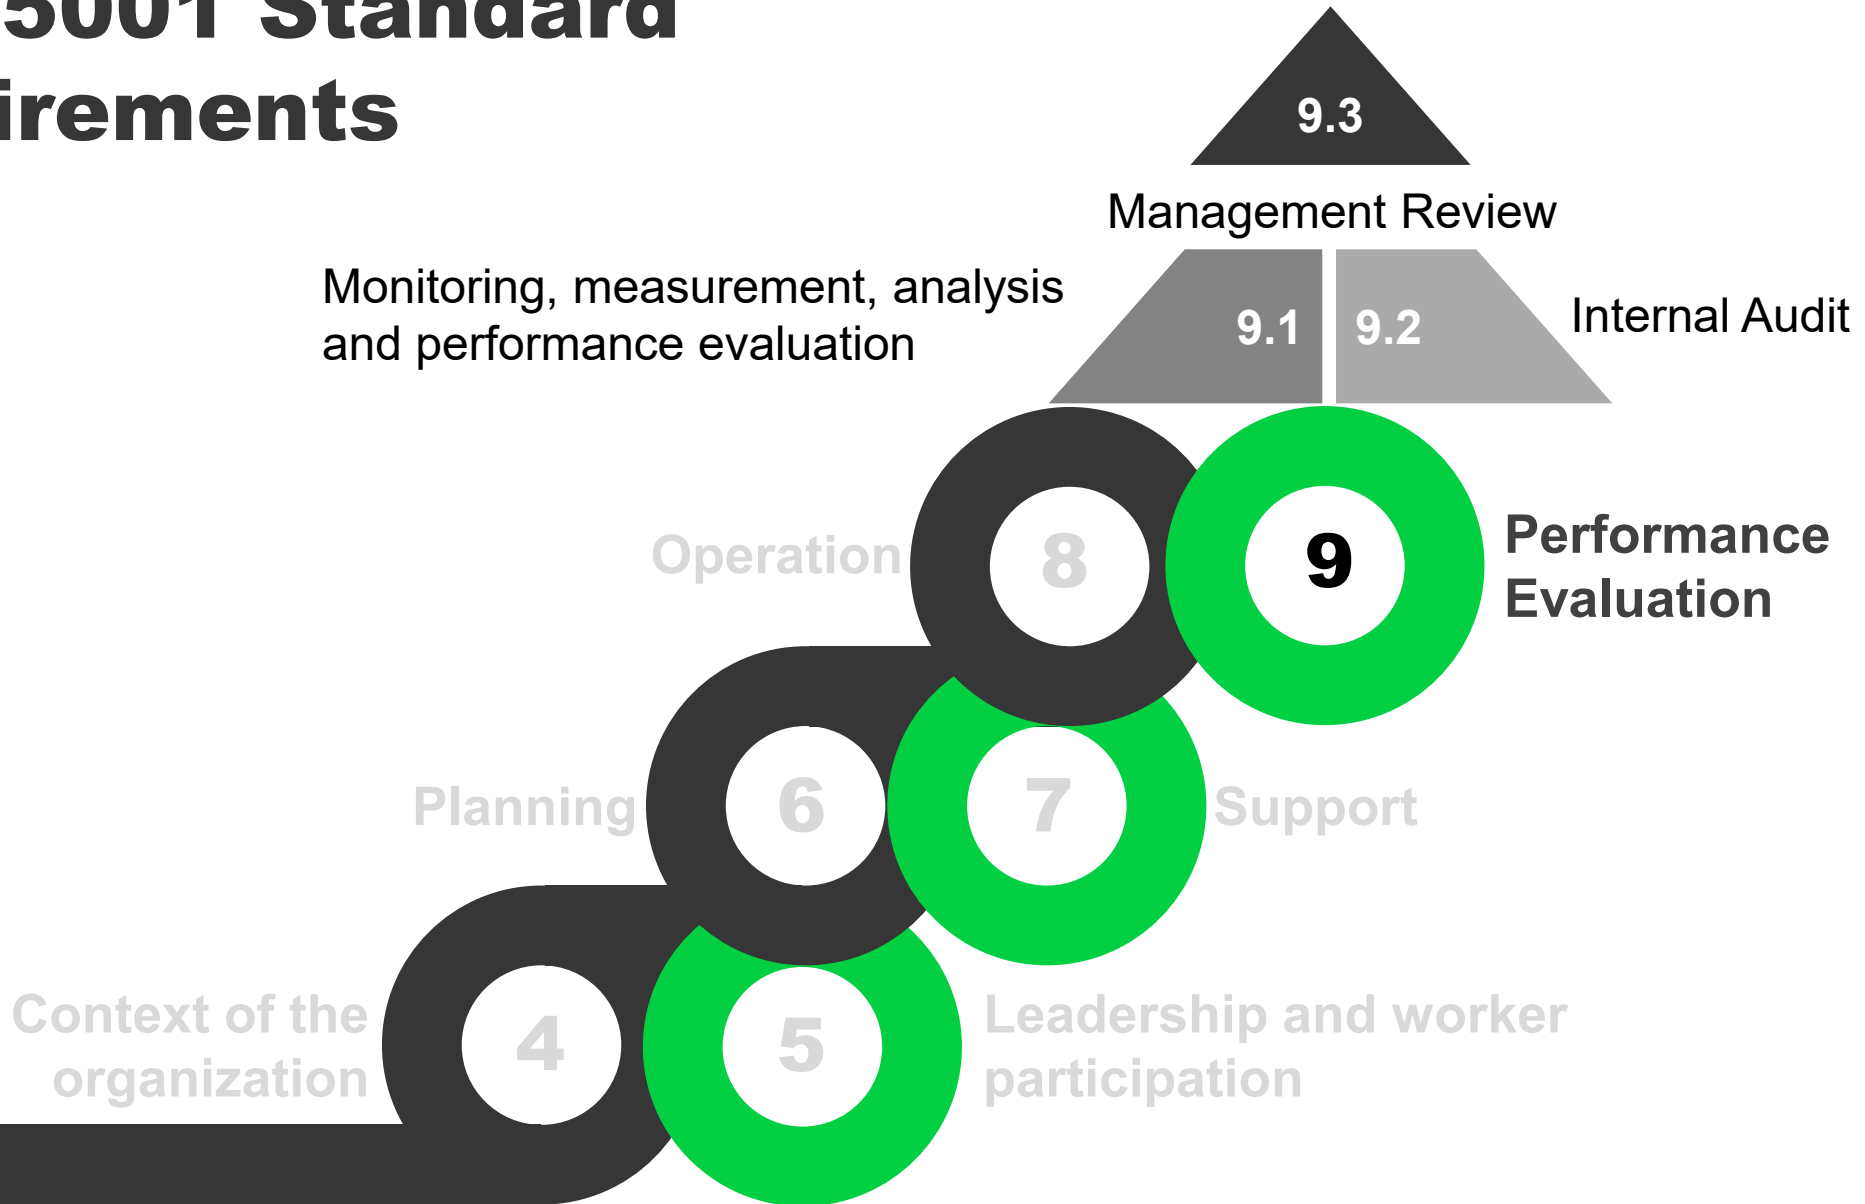 5001 Standard
irements
9.3
Management Review
Monitoring, measurement, analysis
and performance evaluation
9.1
9.2
Internal Audit
Operation
8
9
Performance
Evaluation
Planning
6
7
Support
Context of the
organization
4
5
Leadership and worker
participation